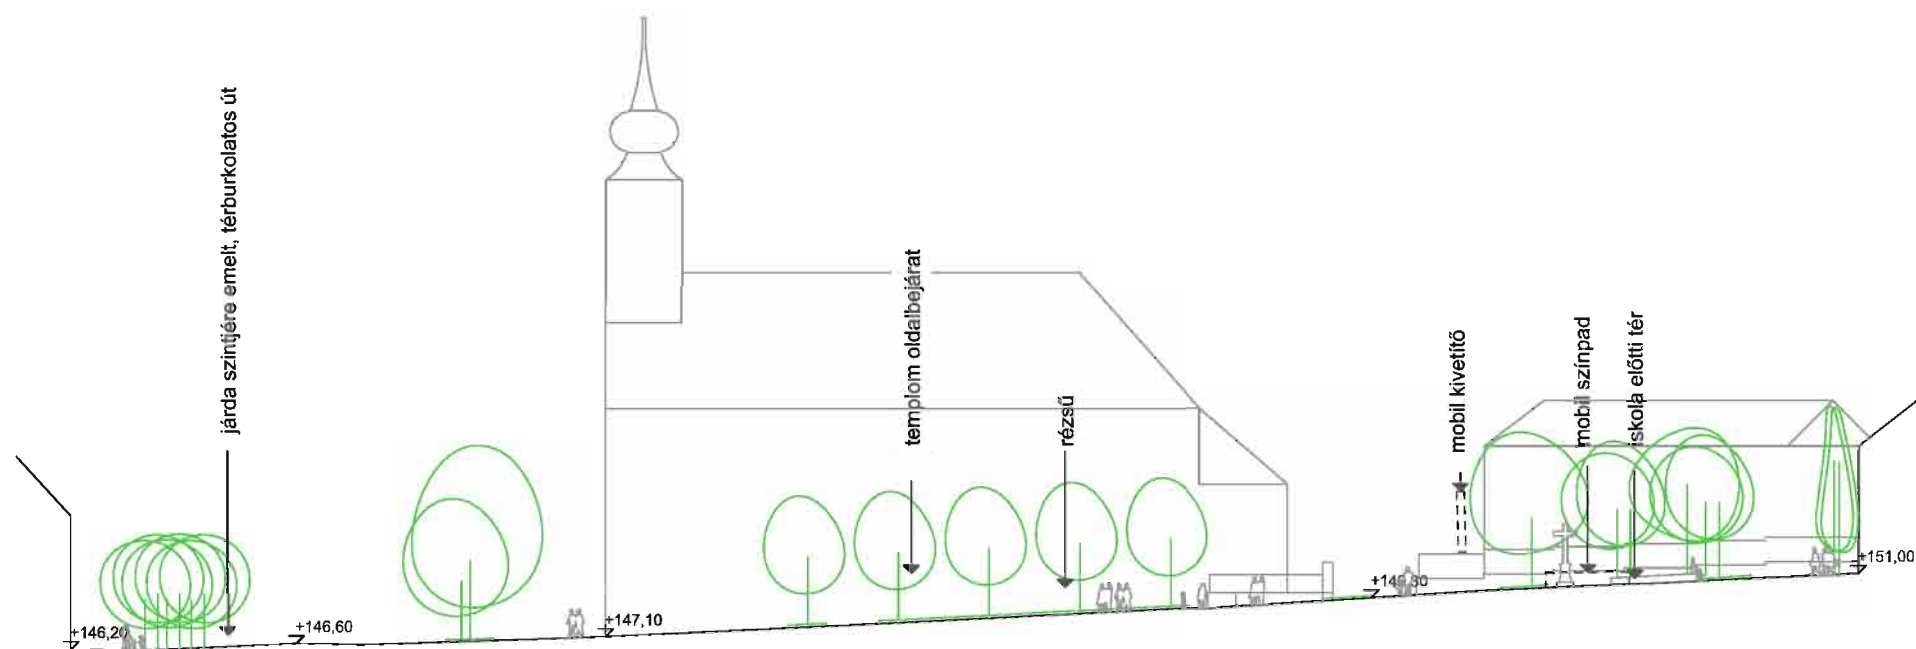 járda szintjére emelt, térburkolatos út
templom oldalbejárat
rézsű
mobil kivetítő
mobil színpad
iskola előtti tér
+146,20
+146,60
+147,10
+151,00